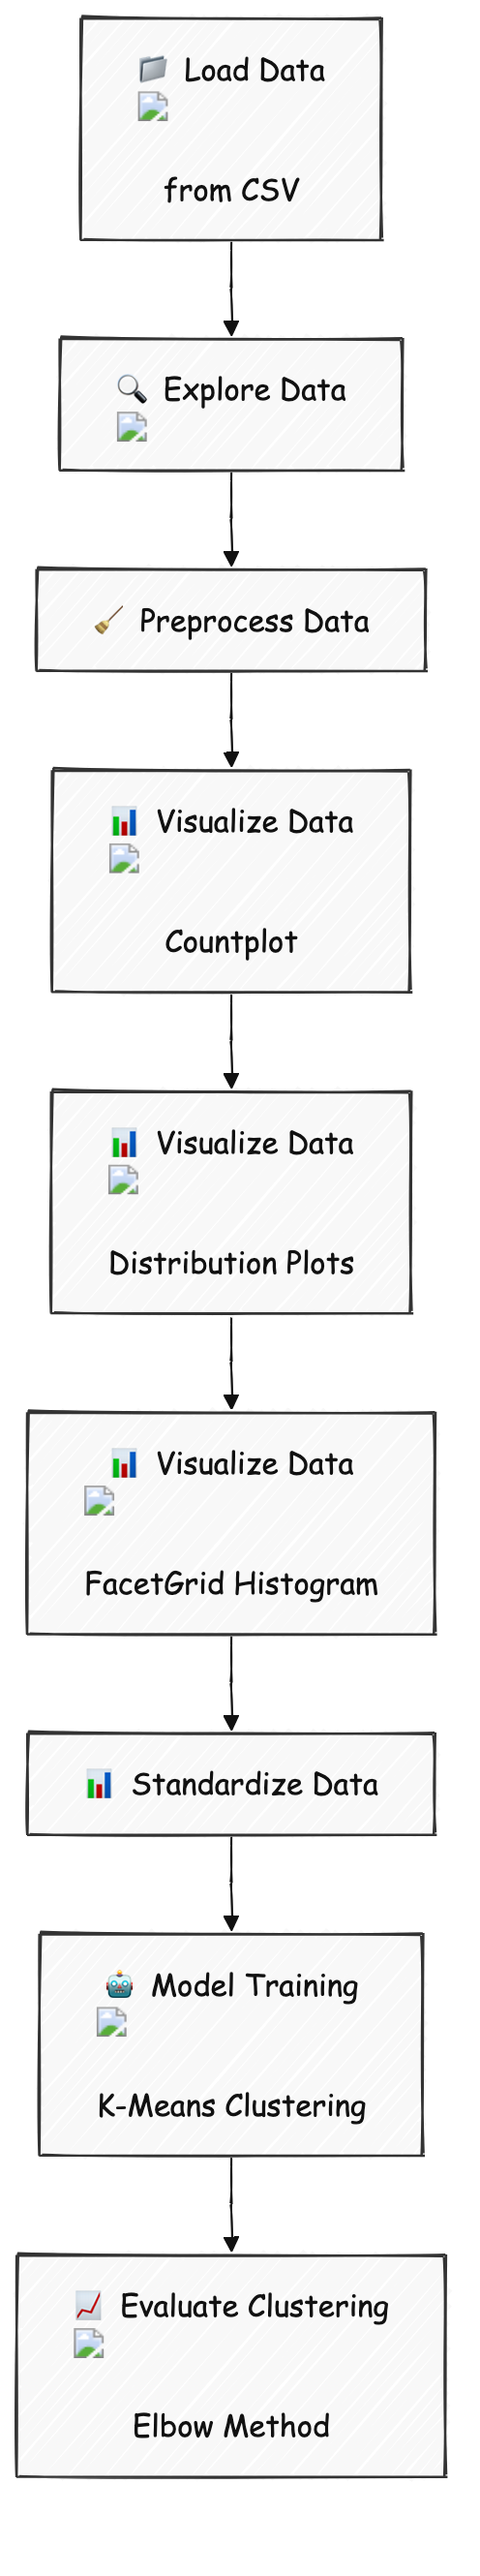 Load Data
from CSV
Explore Data
Preprocess Data
Visualize Data
Countplot
Visualize Data
Distribution Plots
Visualize Data
FacetGrid Histogram
Standardize Data
Model Training
K-Means Clustering
Evaluate Clustering
Elbow Method